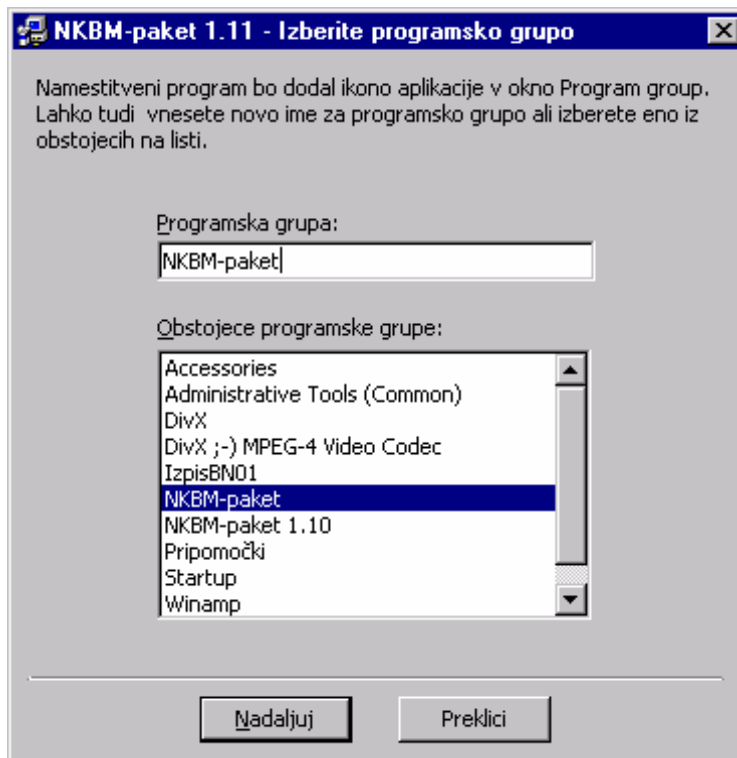 NKBM-paket 1.11 - Izberite programsko grupo
Namestitveni program bo dodal ikono aplikacije v okno Program group.
Lahko tudi vnesete novo ime za programsko grupo ali izberete eno iz
obstojecih na listi.
Programska grupa:
NKBM-paket
Obstojece programske grupe:
Accessories
Administrative Tools (Common)
DivX
DivX ;-) MPEG-4 Video Codec
IzpisBN01
NKBM-paket
NKBM-paket 1.10
Pripomočki
Startup
Winamp
Nadaljuj Preklici